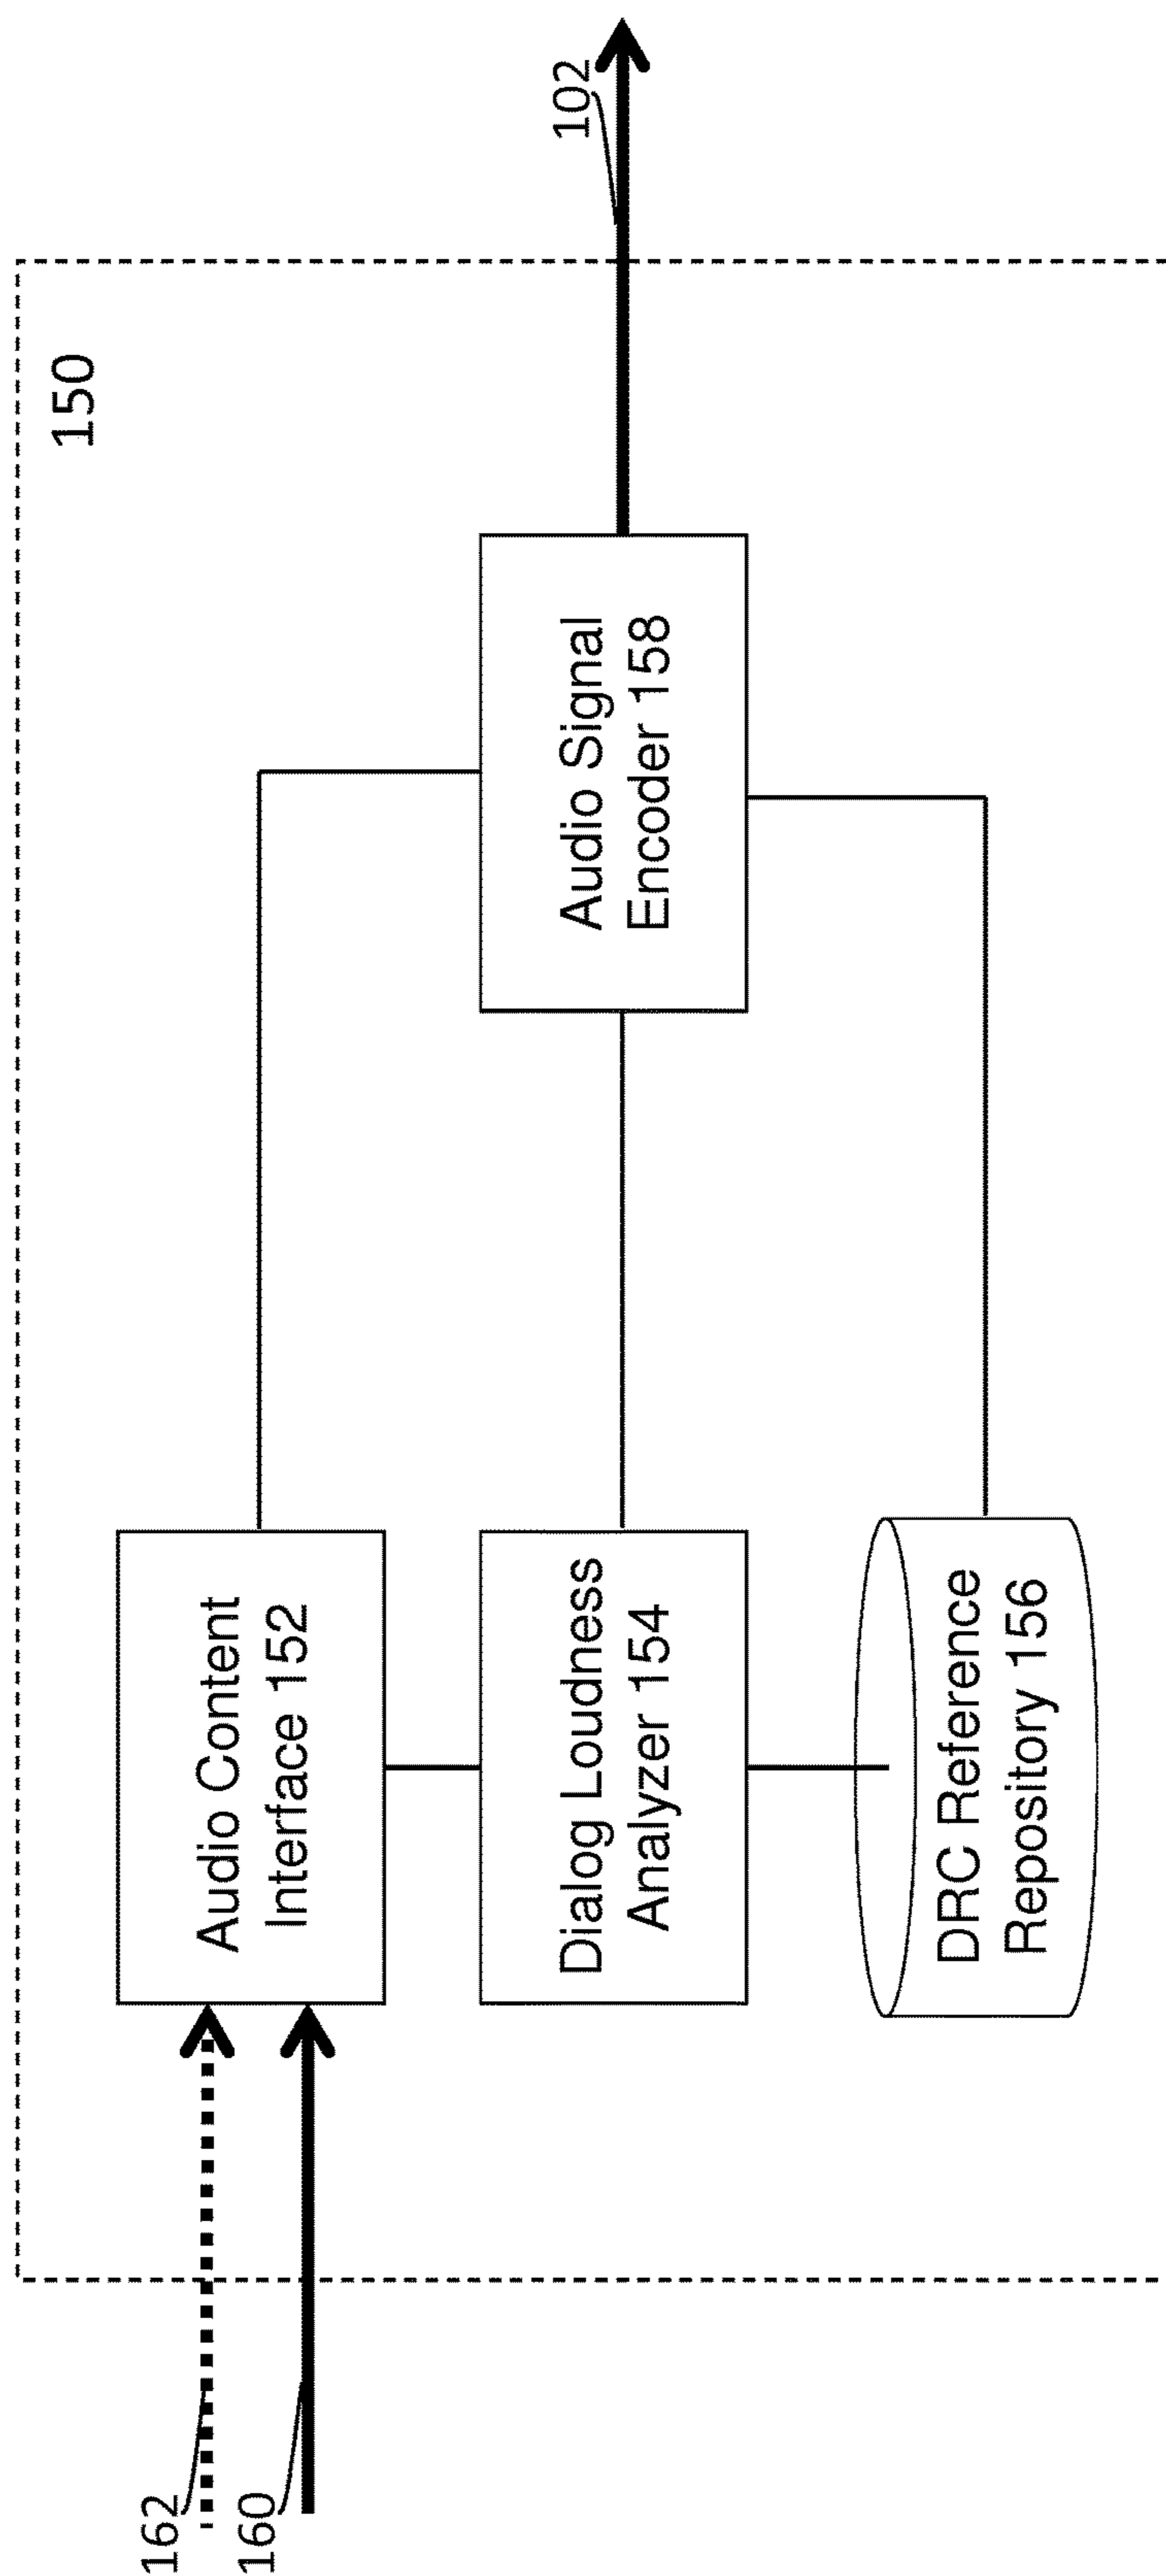 150
162
160
Audio Content
Interface 152
Dialog Loudness
Analyzer 154
DRC Reference
Repository 156
Audio Signal
Encoder 158
102